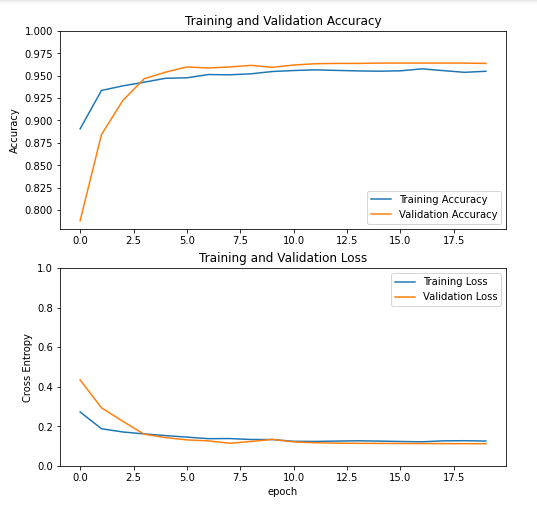 Training and Validation Accuracy
1.000
0.975
0.950
0.925
0.900
0.875
0.850
0.825
0.800
Accuracy
Training Accuracy
Validation Accuracy
0.0 2.5 5.0 7.5 10.0 12.5 15.0 17.5
Training and Validation Loss
1.0
0.8
0.6
0.4
0.2
0.0
Cross Entropy
Training Loss
Validation Loss
0.0 2.5 5.0 7.5 10.0 12.5 15.0 17.5
epoch